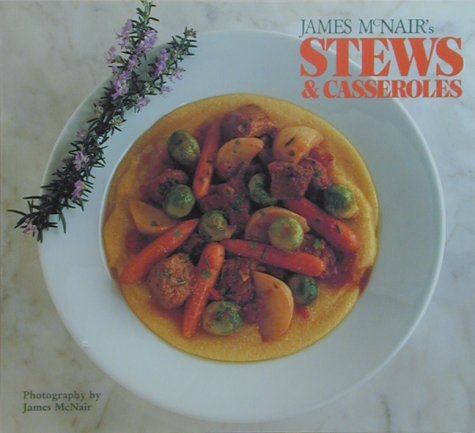 JAMES McNAIR's
STEWS
& CASSEROLES
Photography by
James McNair